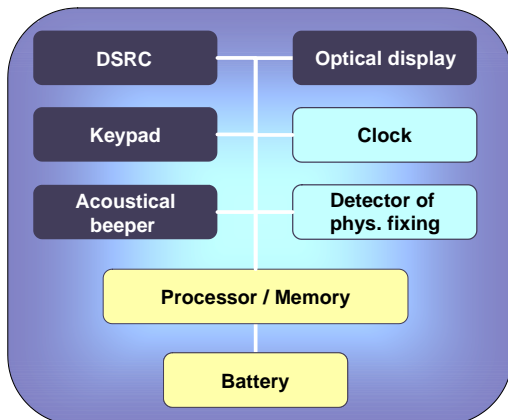 DSRC
Optical display
Keypad
Clock
Acoustical
beeper
Detector of
phys. fixing
Processor / Memory
Battery